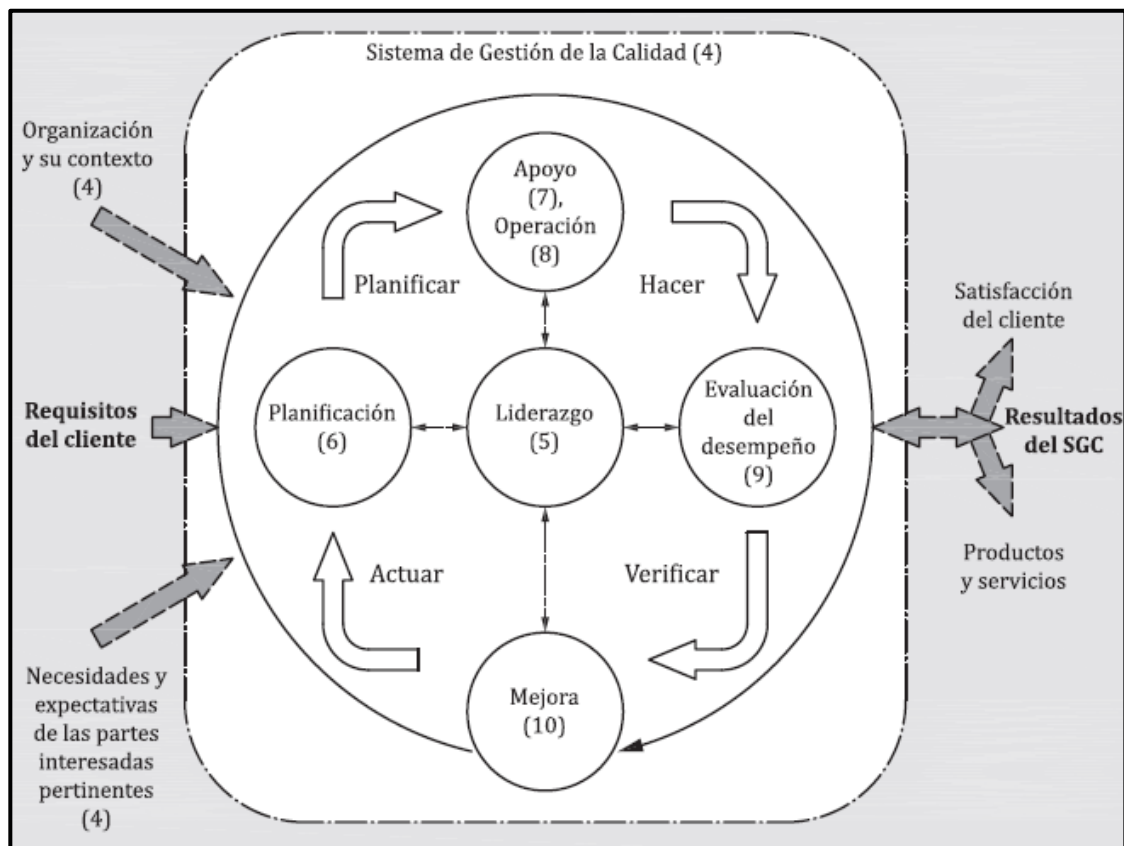 Sistema de Gestión de la Calidad (4)
Organización
y su contexto
(4)
Requisitos
del cliente
Necesidades y
expectativas
de las partes
interesadas
pertinentes
(4)
Apoyo
(7),
Operación
(8)
Planificar
Hacer
Planificación
(6)
Liderazgo
(5)
Evaluación
del
desempeño
(9)
Actuar
Verificar
Mejora
(10)
Satisfacción
del cliente
Resultados
del SGC
Productos
y servicios